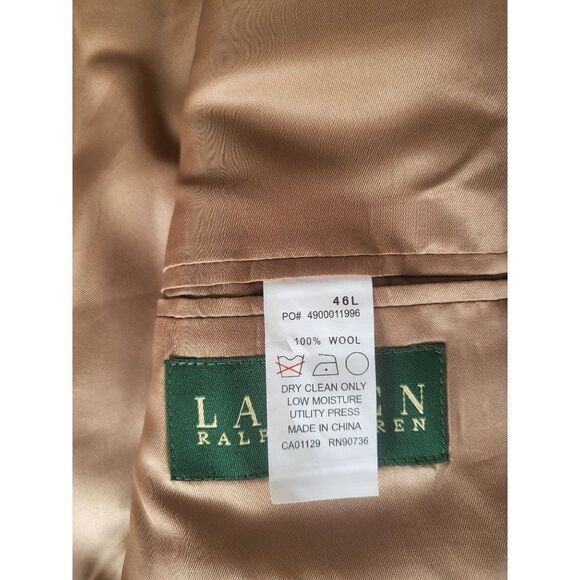 46L
PO# 4900011996
100% WOOL
DRY CLEAN ONLY
LOW MOISTURE
UTILITY PRESS
MADE IN CHINA
CA01129 RN90736
LA EN
RALP REN